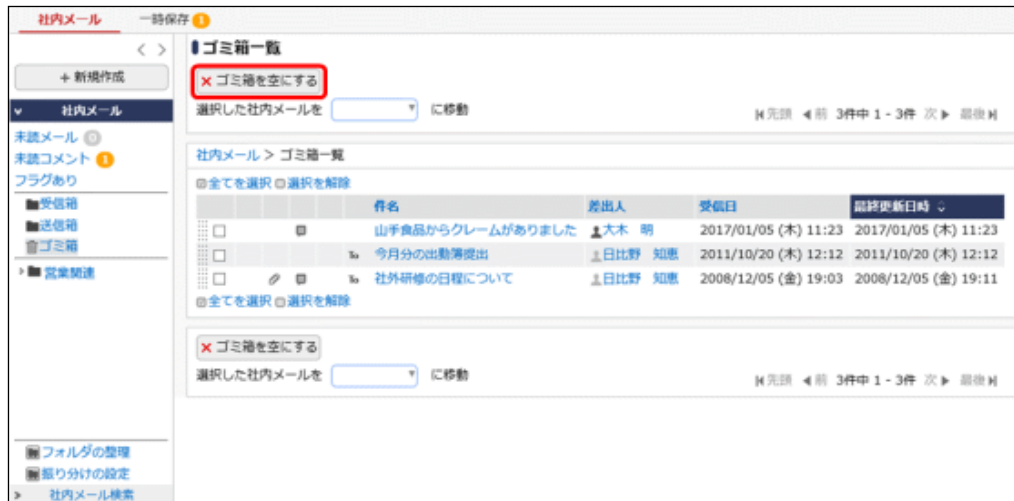 社内メール 一時保存 1
< >
ゴミ箱一覧
+ 新規作成
× ゴミ箱を空にする
選択した社内メールを に移動
先頭 前 3件中 1 - 3件 次 最後
社内メール
未読メール 0
未読コメント 1
フラグあり
受信箱
送信箱
ゴミ箱
営業関連
社内メール > ゴミ箱一覧
全てを選択 選択を解除
件名 差出人 受信日 最終更新日時
山手食品からクレームがありました 大木 明 2017/01/05 (木) 11:23 2017/01/05 (木) 11:23
To 今月分の出勤簿提出 日比野 知恵 2011/10/20 (木) 12:12 2011/10/20 (木) 12:12
To 社外研修の日程について 日比野 知恵 2008/12/05 (金) 19:03 2008/12/05 (金) 19:11
全てを選択 選択を解除
× ゴミ箱を空にする
選択した社内メールを に移動
先頭 前 3件中 1 - 3件 次 最後
フォルダの整理
振り分けの設定
社内メール検索